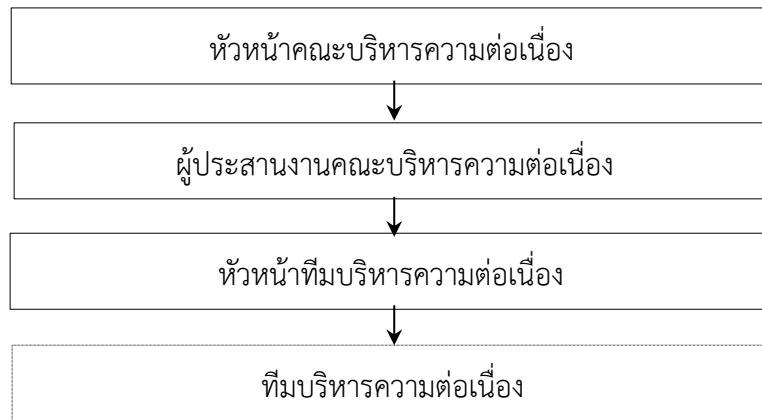 หัวหน้าคณะบริหารความต่อเนื่อง
ผู้ประสานงานคณะบริหารความต่อเนื่อง
หัวหน้าทีมบริหารความต่อเนื่อง
ทีมบริหารความต่อเนื่อง